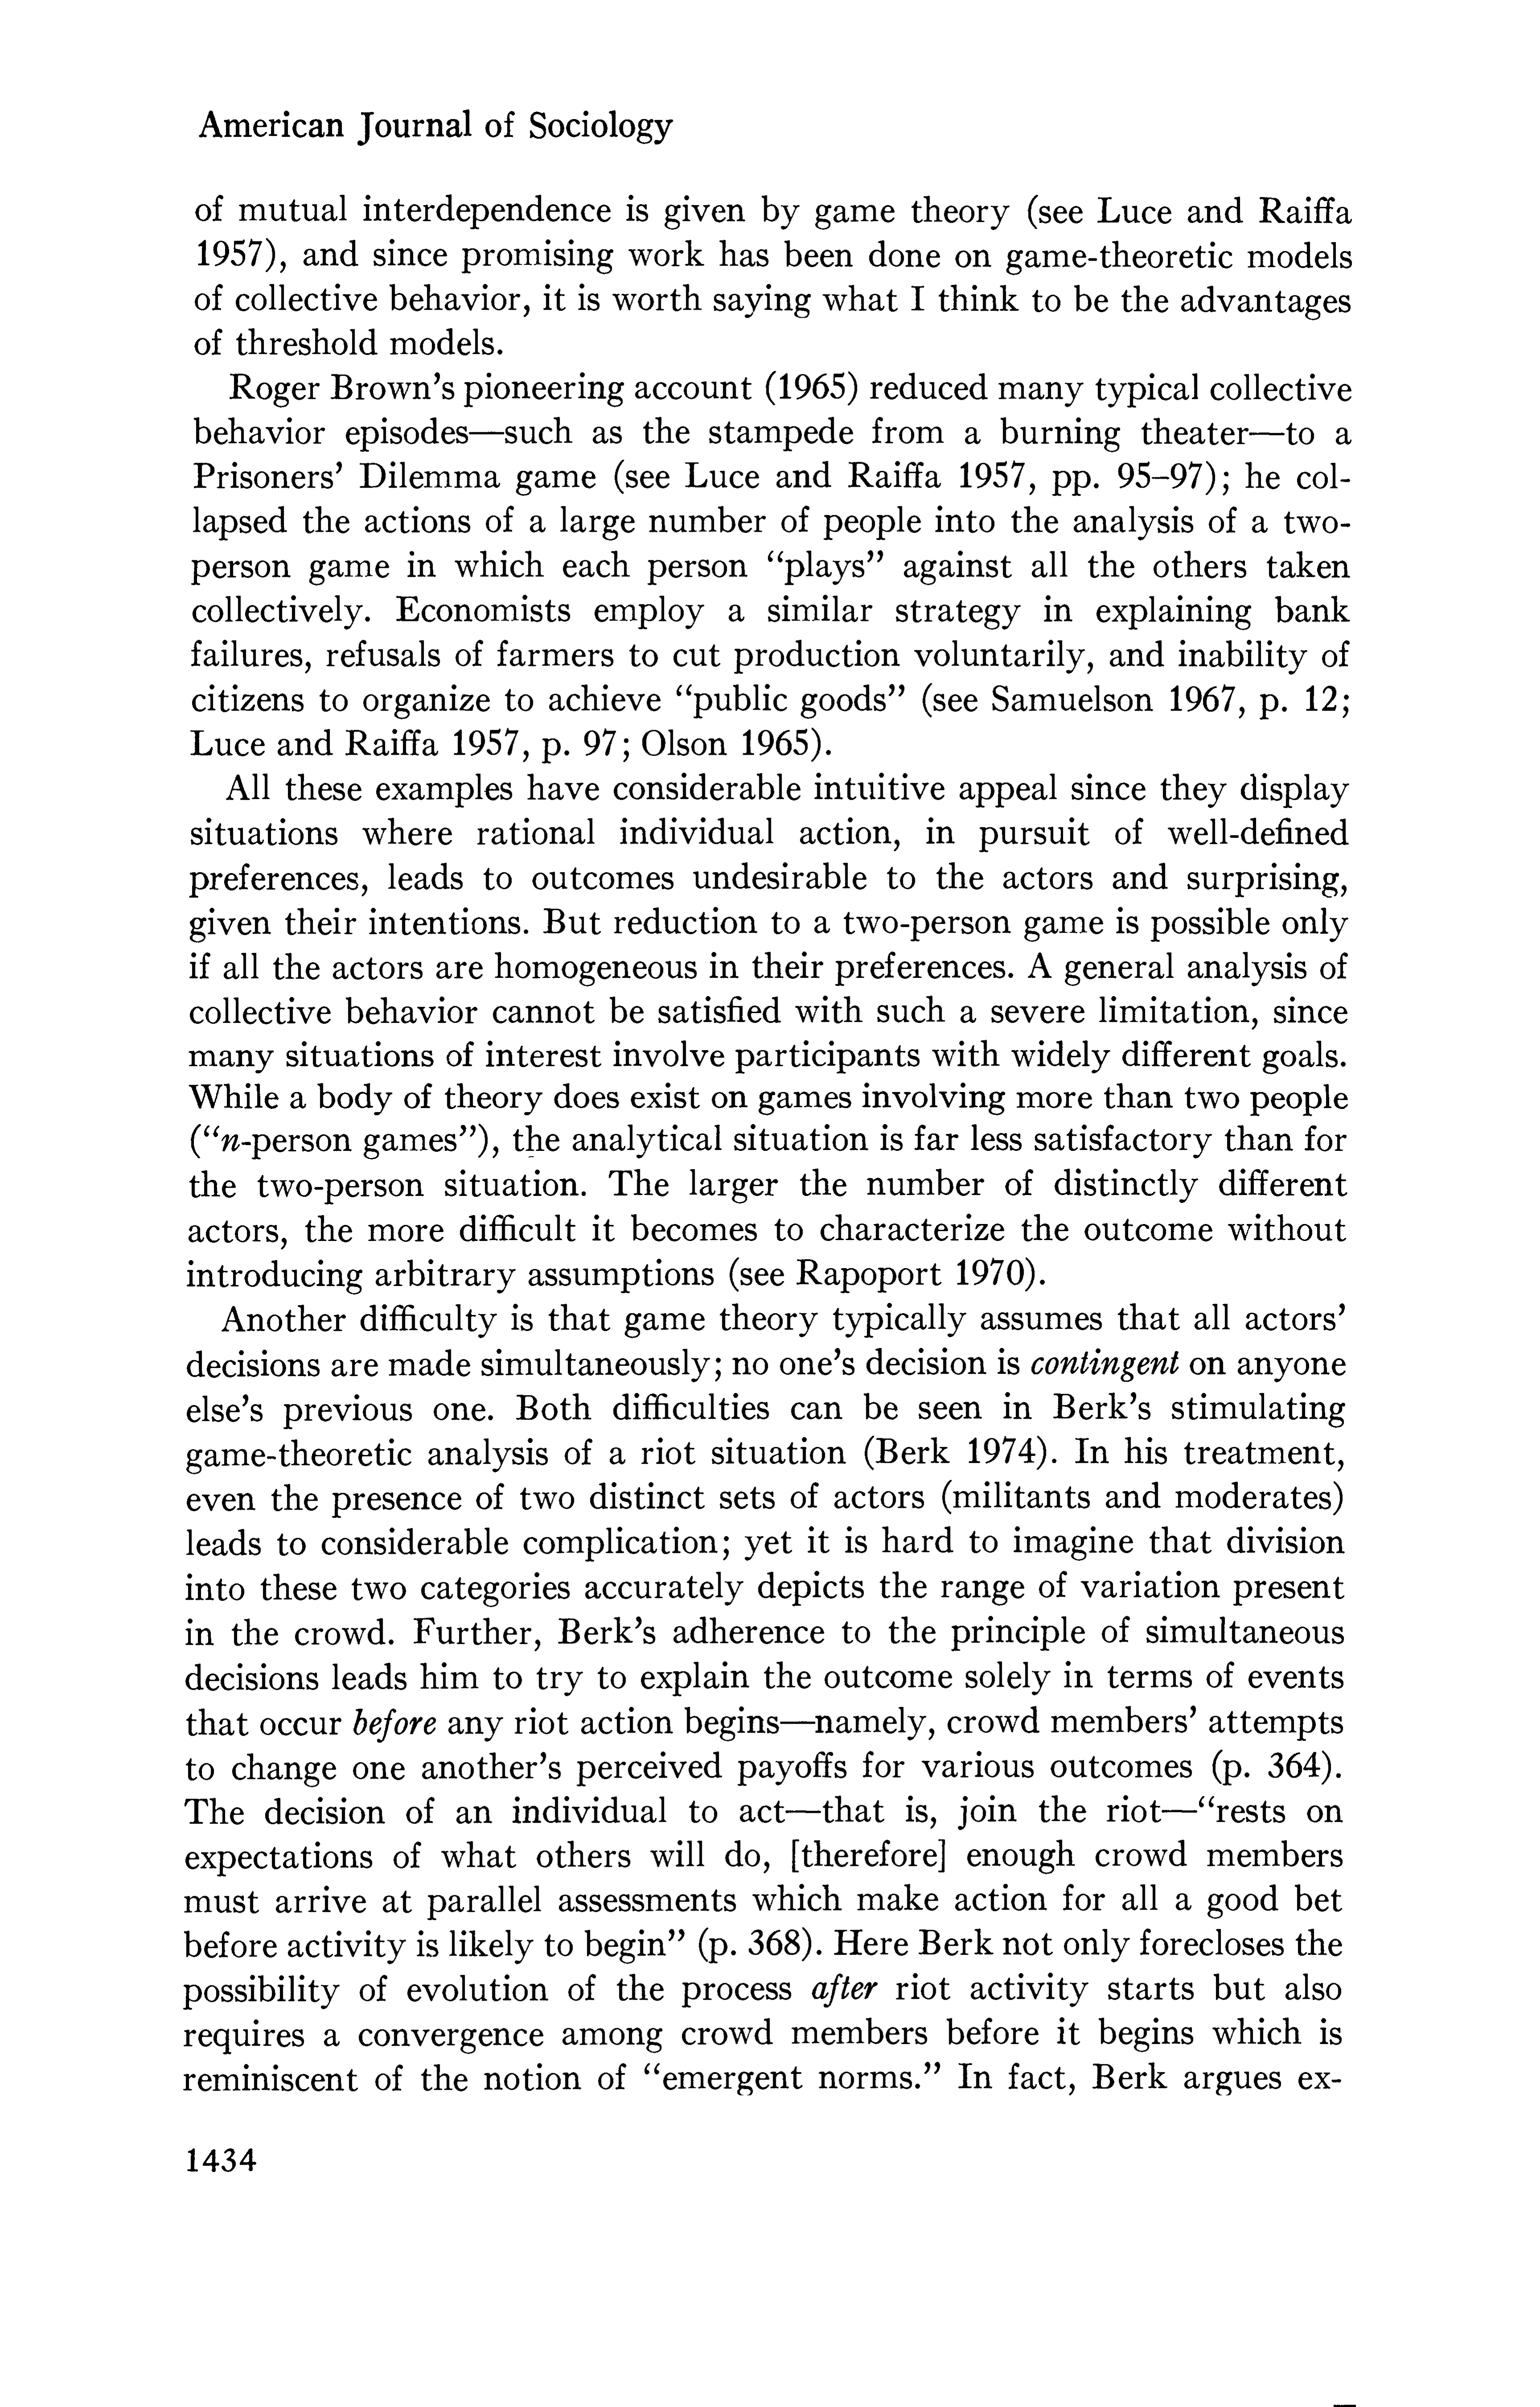 American Journal of Sociology
of mutual interdependence is given by game theory (see Luce and Raiffa
1957), and since promising work has been done on game-theoretic models
of collective behavior, it is worth saying what I think to be the advantages
of threshold models.
Roger Brown's pioneering account (1965) reduced many typical collective
behavior episodes—such as the stampede from a burning theater—to a
Prisoners' Dilemma game (see Luce and Raiffa 1957, pp. 95–97); he col-
lapsed the actions of a large number of people into the analysis of a two-
person game in which each person "plays" against all the others taken
collectively. Economists employ a similar strategy in explaining bank
failures, refusals of farmers to cut production voluntarily, and inability of
citizens to organize to achieve "public goods" (see Samuelson 1967, p. 12;
Luce and Raiffa 1957, p. 97; Olson 1965).
All these examples have considerable intuitive appeal since they display
situations where rational individual action, in pursuit of well-defined
preferences, leads to outcomes undesirable to the actors and surprising,
given their intentions. But reduction to a two-person game is possible only
if all the actors are homogeneous in their preferences. A general analysis of
collective behavior cannot be satisfied with such a severe limitation, since
many situations of interest involve participants with widely different goals.
While a body of theory does exist on games involving more than two people
("n-person games"), the analytical situation is far less satisfactory than for
the two-person situation. The larger the number of distinctly different
actors, the more difficult it becomes to characterize the outcome without
introducing arbitrary assumptions (see Rapoport 1970).
Another difficulty is that game theory typically assumes that all actors'
decisions are made simultaneously; no one's decision is contingent on anyone
else's previous one. Both difficulties can be seen in Berk's stimulating
game-theoretic analysis of a riot situation (Berk 1974). In his treatment,
even the presence of two distinct sets of actors (militants and moderates)
leads to considerable complication; yet it is hard to imagine that division
into these two categories accurately depicts the range of variation present
in the crowd. Further, Berk's adherence to the principle of simultaneous
decisions leads him to try to explain the outcome solely in terms of events
that occur before any riot action begins—namely, crowd members' attempts
to change one another's perceived payoffs for various outcomes (p. 364).
The decision of an individual to act—that is, join the riot—"rests on
expectations of what others will do, [therefore] enough crowd members
must arrive at parallel assessments which make action for all a good bet
before activity is likely to begin" (p. 368). Here Berk not only forecloses the
possibility of evolution of the process after riot activity starts but also
requires a convergence among crowd members before it begins which is
reminiscent of the notion of "emergent norms." In fact, Berk argues ex-
1434